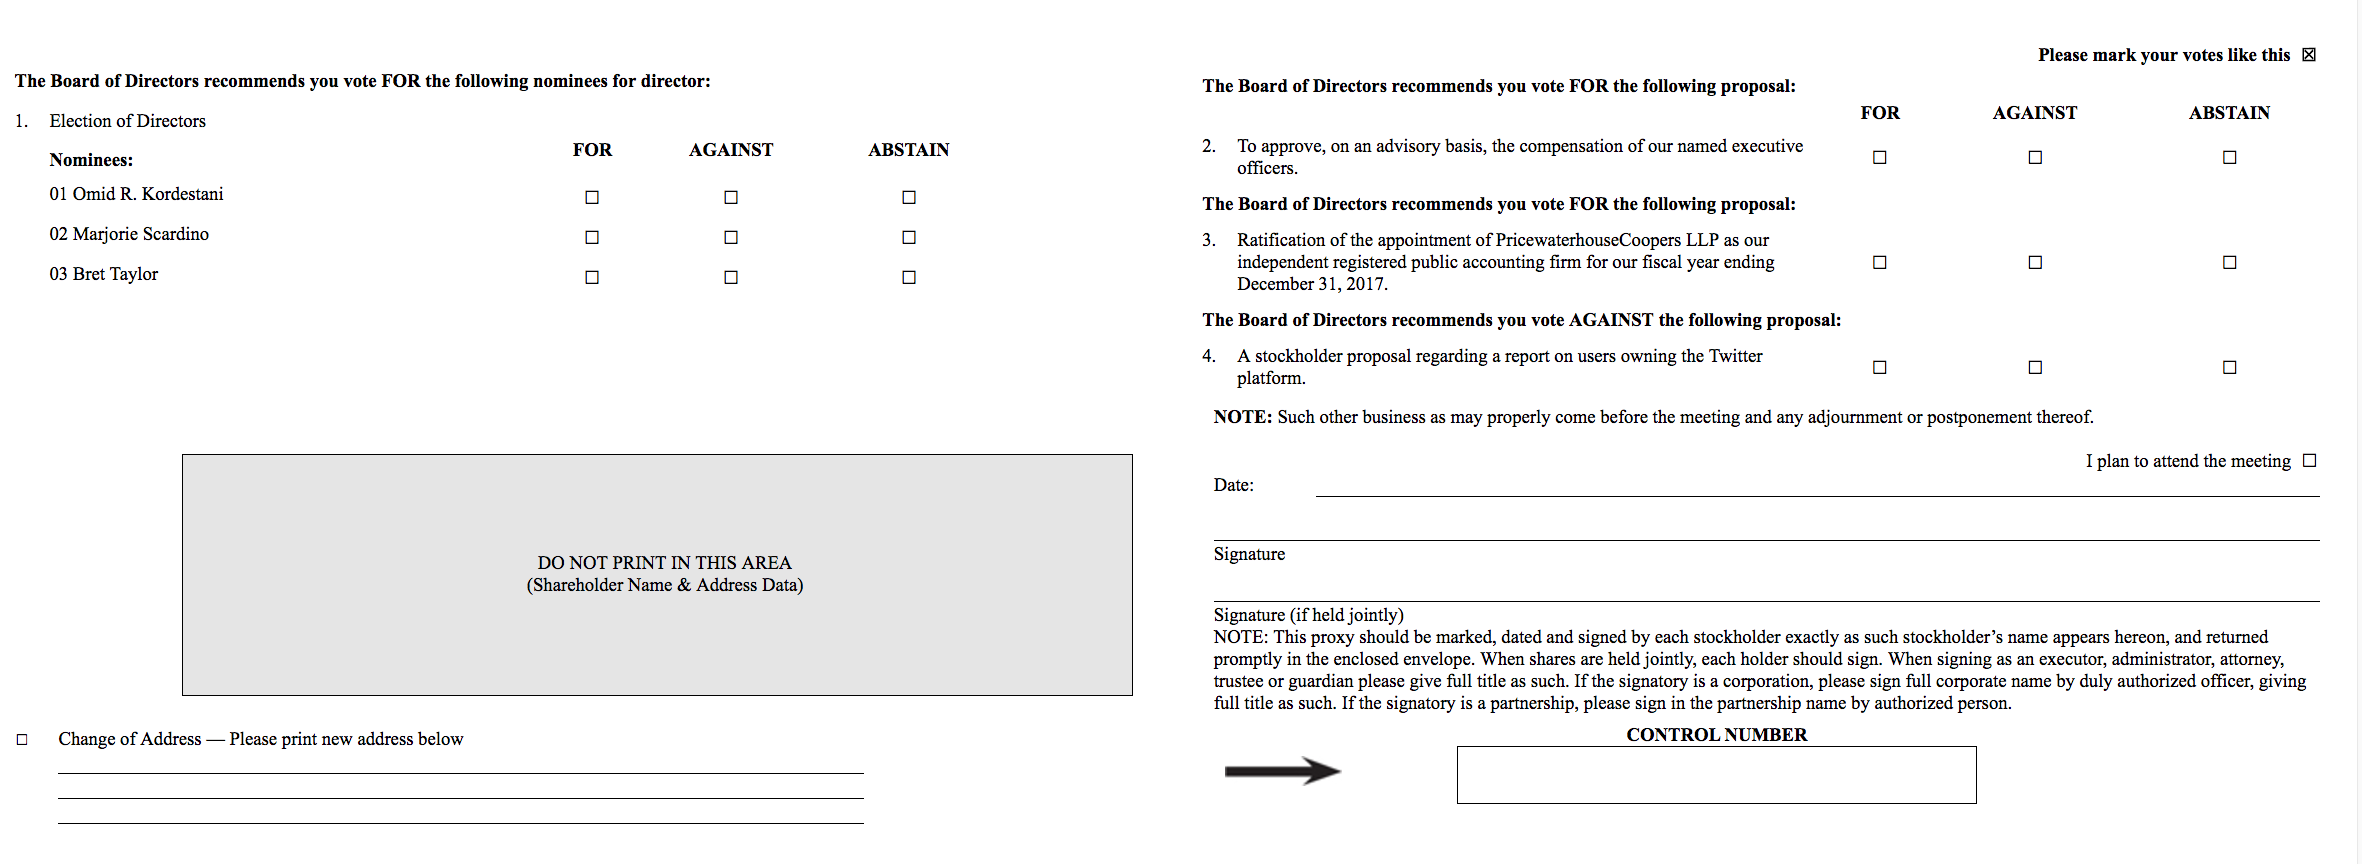 Please mark your votes like this ☒
The Board of Directors recommends you vote FOR the following nominees for director:
1. Election of Directors
FOR AGAINST ABSTAIN
Nominees:
01 Omid R. Kordestani ☐ ☐ ☐
02 Marjorie Scardino ☐ ☐ ☐
03 Bret Taylor ☐ ☐ ☐
DO NOT PRINT IN THIS AREA
(Shareholder Name & Address Data)
☐ Change of Address — Please print new address below
The Board of Directors recommends you vote FOR the following proposal:
FOR AGAINST ABSTAIN
2. To approve, on an advisory basis, the compensation of our named executive
officers. ☐ ☐ ☐
The Board of Directors recommends you vote FOR the following proposal:
3. Ratification of the appointment of PricewaterhouseCoopers LLP as our
independent registered public accounting firm for our fiscal year ending ☐ ☐ ☐
December 31, 2017.
The Board of Directors recommends you vote AGAINST the following proposal:
4. A stockholder proposal regarding a report on users owning the Twitter
platform. ☐ ☐ ☐
NOTE: Such other business as may properly come before the meeting and any adjournment or postponement thereof.
I plan to attend the meeting ☐
Date:
Signature
Signature (if held jointly)
NOTE: This proxy should be marked, dated and signed by each stockholder exactly as such stockholder’s name appears hereon, and returned
promptly in the enclosed envelope. When shares are held jointly, each holder should sign. When signing as an executor, administrator, attorney,
trustee or guardian please give full title as such. If the signatory is a corporation, please sign full corporate name by duly authorized officer, giving
full title as such. If the signatory is a partnership, please sign in the partnership name by authorized person.
CONTROL NUMBER